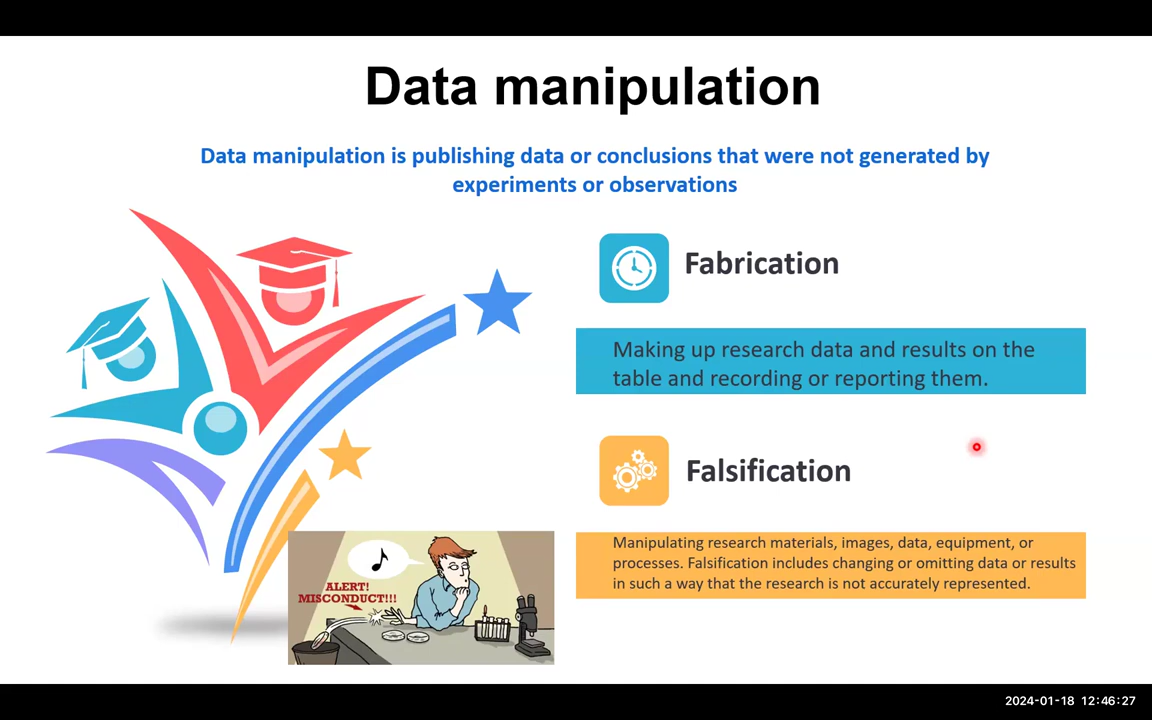 Data manipulation
Data manipulation is publishing data or conclusions that were not generated by
experiments or observations
Fabrication
Making up research data and results on the
table and recording or reporting them.
Falsification
Manipulating research materials, images, data, equipment, or
processes. Falsification includes changing or omitting data or results
in such a way that the research is not accurately represented.
ALERT!
MISCONDUCT!!!
2024-01-18 12:46:27